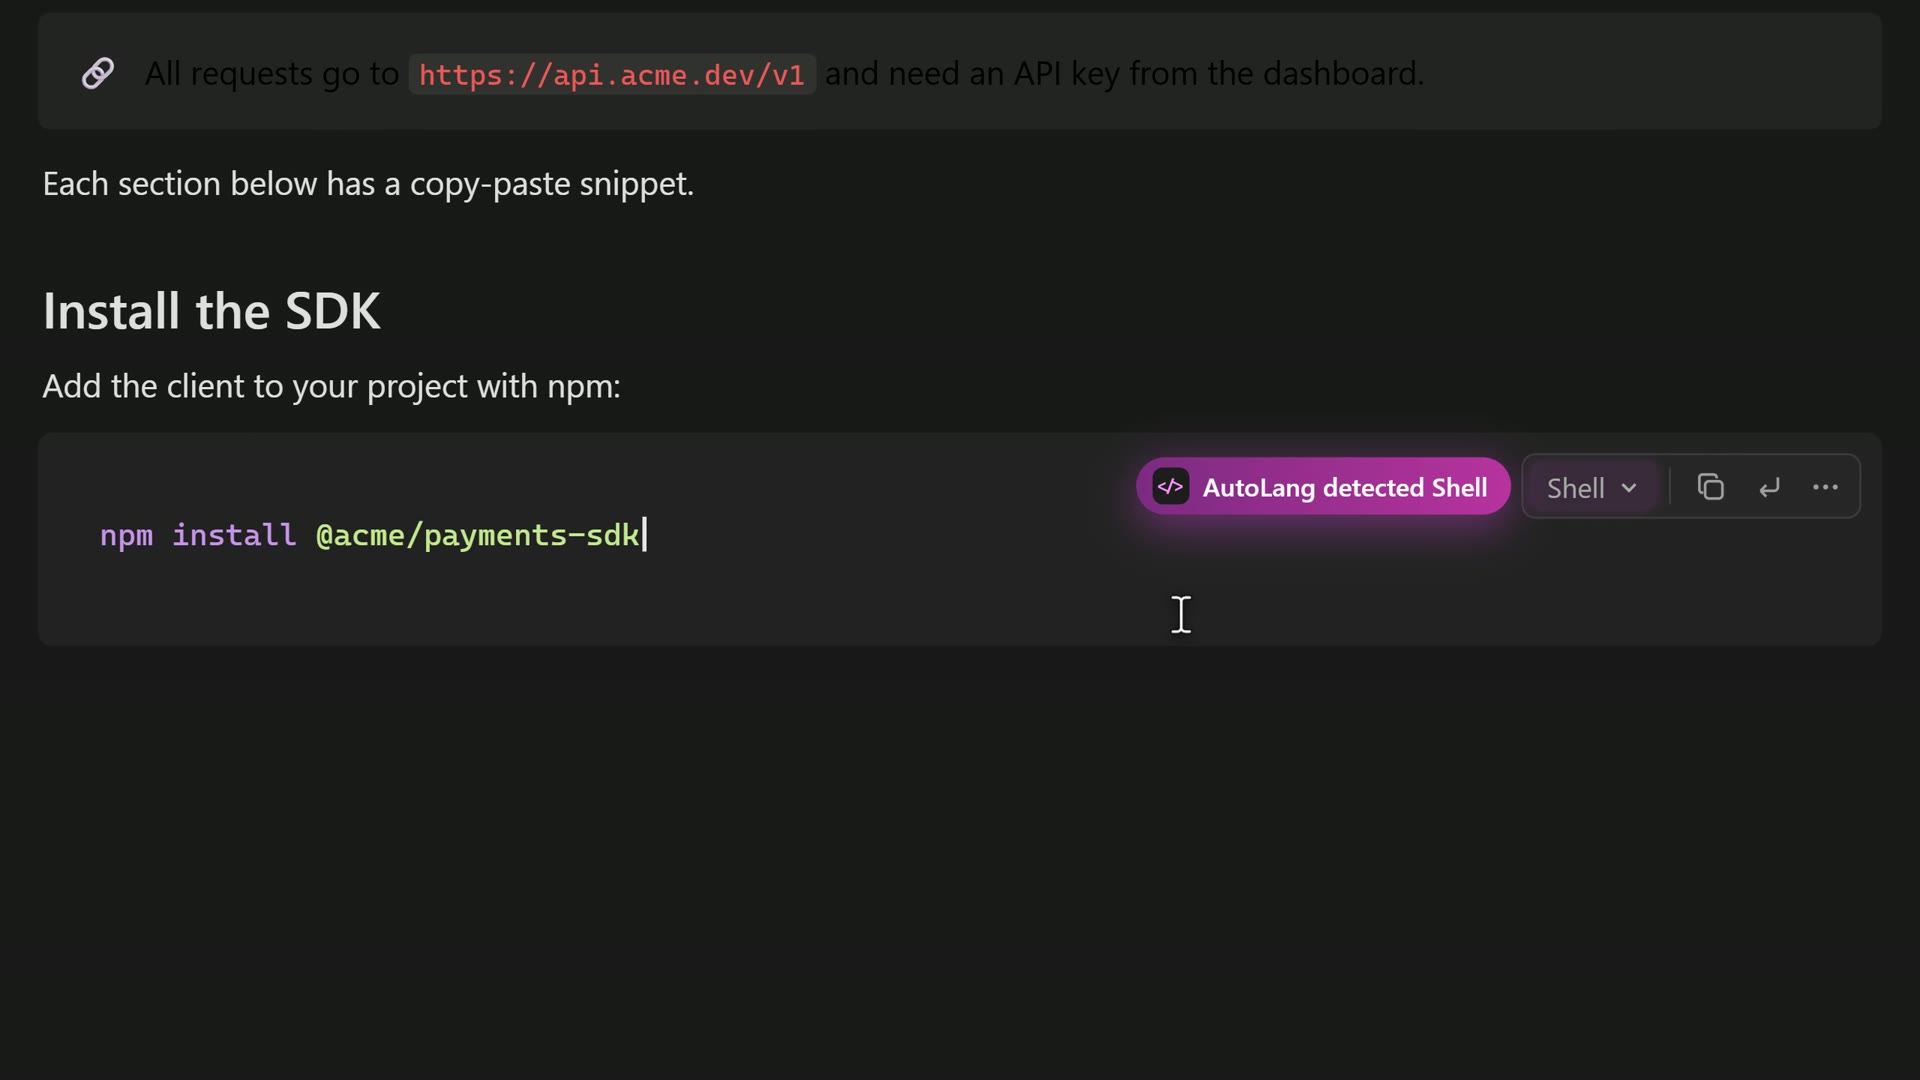 All requests go to https://api.acme.dev/v1 and need an API key from the dashboard.
Each section below has a copy-paste snippet.
Install the SDK
Add the client to your project with npm:
</> AutoLang detected Shell
Shell
npm install @acme/payments-sdk